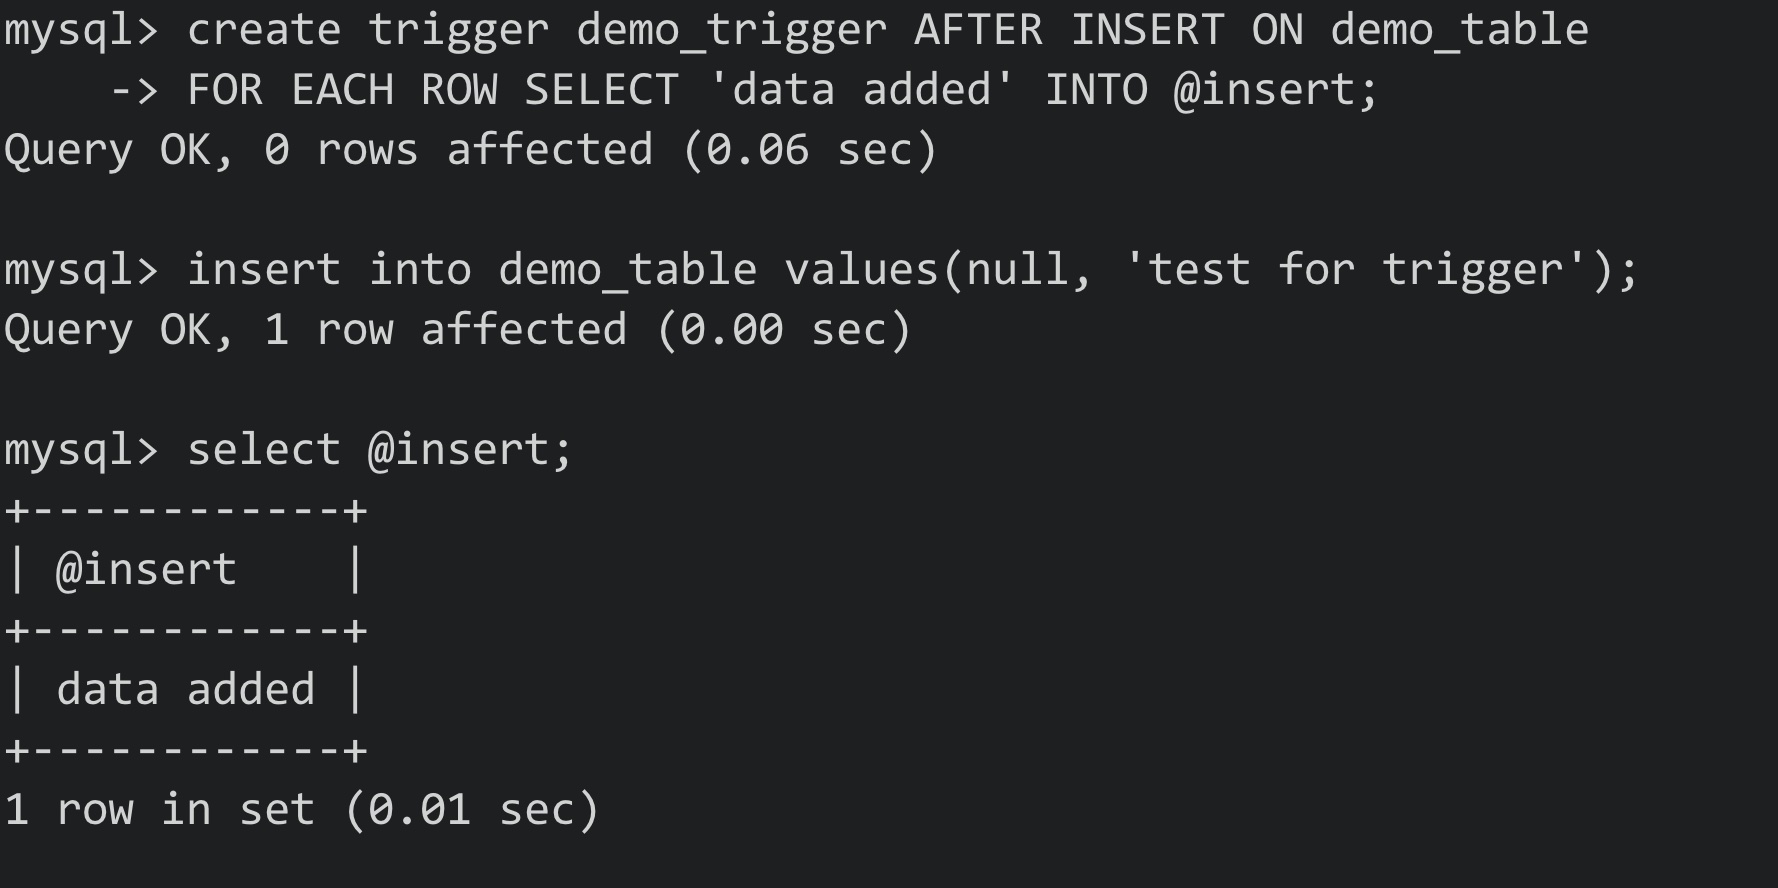 mysql> create trigger demo_trigger AFTER INSERT ON demo_table
    -> FOR EACH ROW SELECT 'data added' INTO @insert;
Query OK, 0 rows affected (0.06 sec)

mysql> insert into demo_table values(null, 'test for trigger');
Query OK, 1 row affected (0.00 sec)

mysql> select @insert;
+------------+
| @insert    |
+------------+
| data added |
+------------+
1 row in set (0.01 sec)